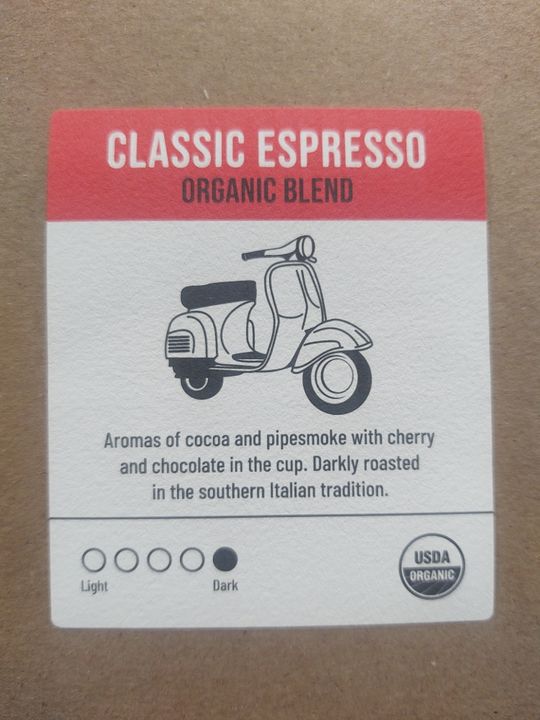 CLASSIC ESPRESSO
ORGANIC BLEND
Aromas of cocoa and pipesmoke with cherry
and chocolate in the cup. Darkly roasted
in the southern Italian tradition.
Light Dark
USDA
ORGANIC